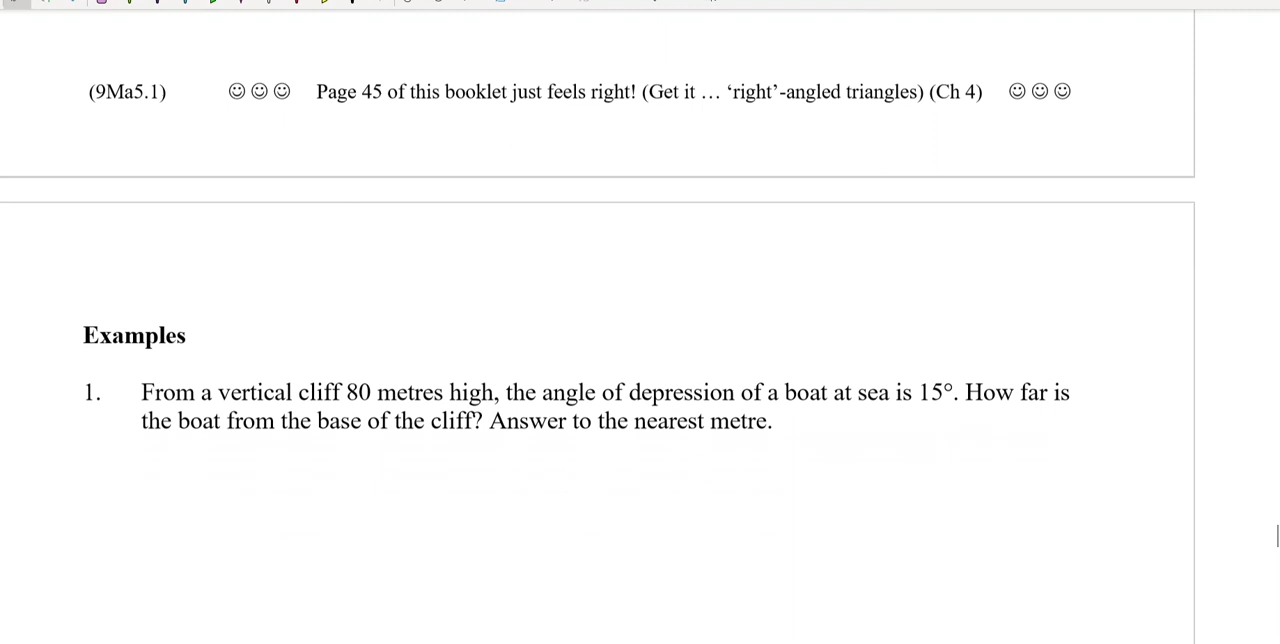 (9Ma5.1) ☺☺☺ Page 45 of this booklet just feels right! (Get it … ‘right’-angled triangles) (Ch 4) ☺☺☺
Examples
1. From a vertical cliff 80 metres high, the angle of depression of a boat at sea is 15°. How far is
the boat from the base of the cliff? Answer to the nearest metre.